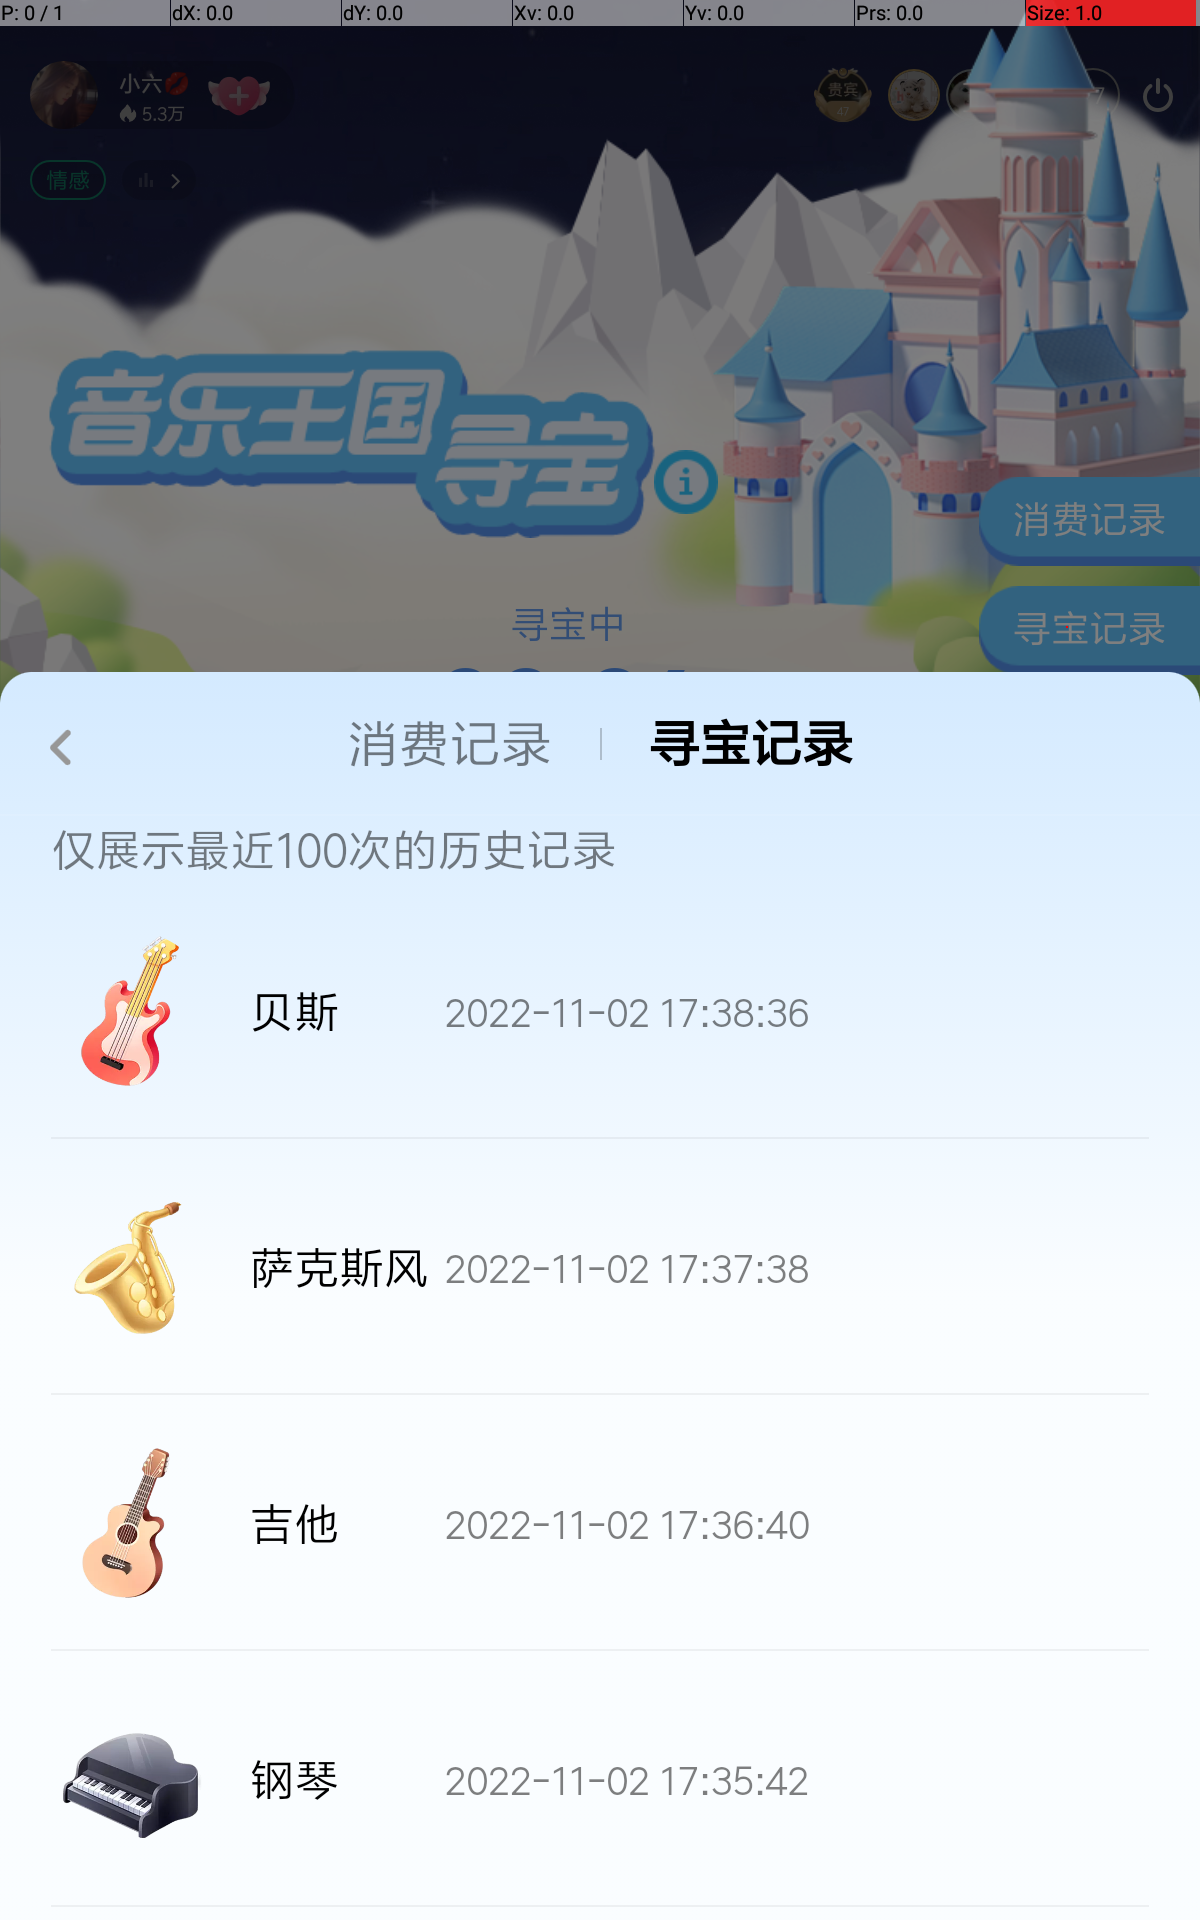 P: 0 / 1 dX: 0.0 dY: 0.0 Xv: 0.0 Yv: 0.0 Prs: 0.0 Size: 1.0
小六
5.3万
贵宾
47
7
情感
音乐王国
寻宝
消费记录
寻宝中
寻宝记录
消费记录 寻宝记录
仅展示最近100次的历史记录
贝斯 2022-11-02 17:38:36
萨克斯风 2022-11-02 17:37:38
吉他 2022-11-02 17:36:40
钢琴 2022-11-02 17:35:42